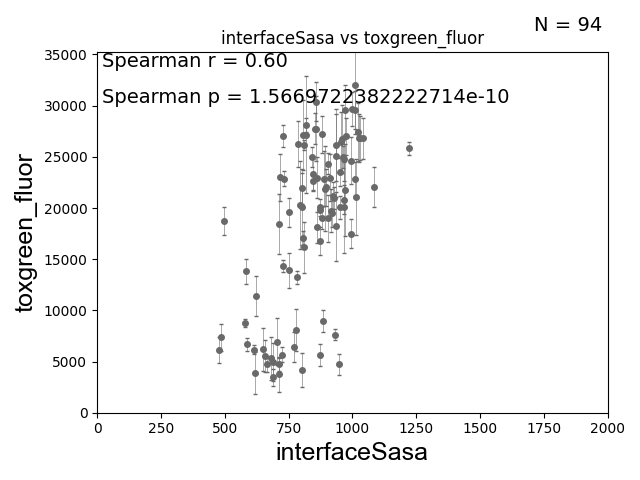 N = 94
interfaceSasa vs toxgreen_fluor
Spearman r = 0.60
Spearman p = 1.5669722382222714e-10
toxgreen_fluor
35000
30000
25000
20000
15000
10000
5000
0
0 250 500 750 1000 1250 1500 1750 2000
interfaceSasa